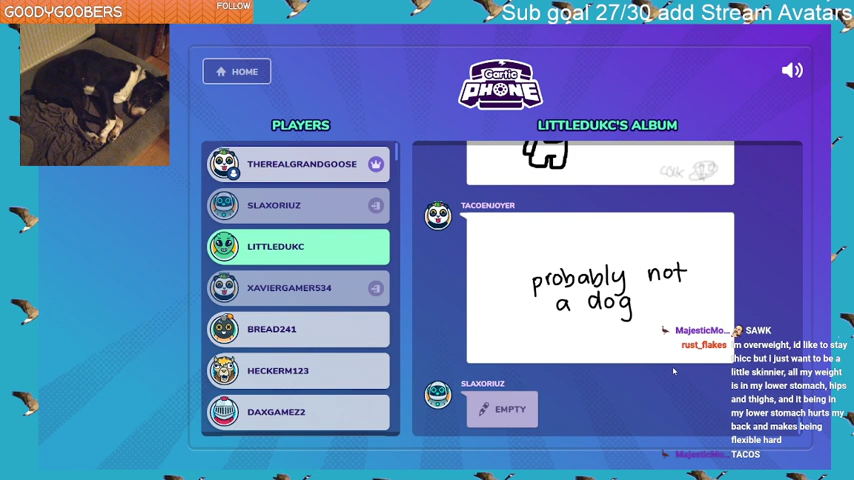 GOODYGOOBERS
FOLLOW
Sub goal 27/30 add Stream Avatars
HOME
Gartic
PHONE
PLAYERS
LITTLEDUKC'S ALBUM
THEREALGRANDGOOSE
SLAXORIUZ
LITTLEDUKC
XAVIERGAMER534
BREAD241
HECKERM123
DAXGAMEZ2
TACOENJOYER
probably not
a dog
SLAXORIUZ
EMPTY
MajesticMo... SAWK
rust_flakes
m overweight, id like to stay
thicc but I just want to be a
little skinnier, all my weight
is in my lower stomach, hips
and thighs, and it being in
my lower stomach hurts my
back and makes being
flexible hard
MajesticMo... TACOS